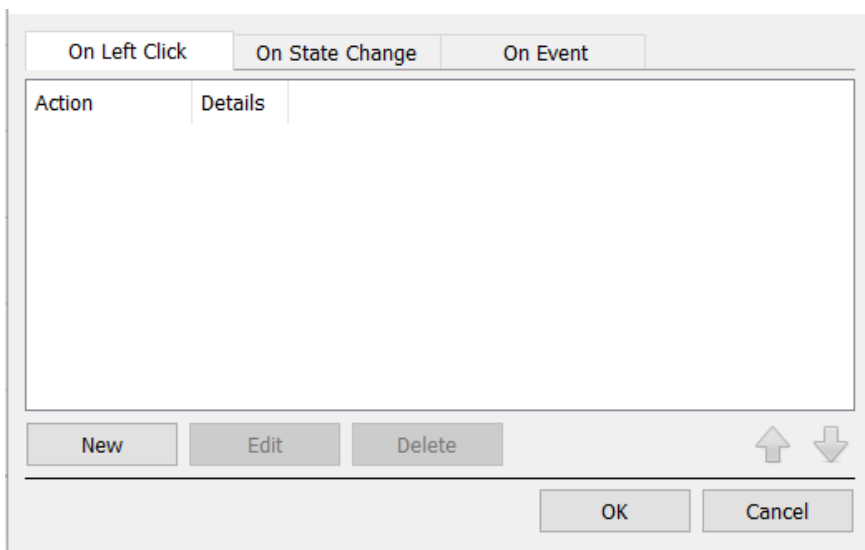 On Left Click On State Change On Event
Action Details
New Edit Delete
OK Cancel